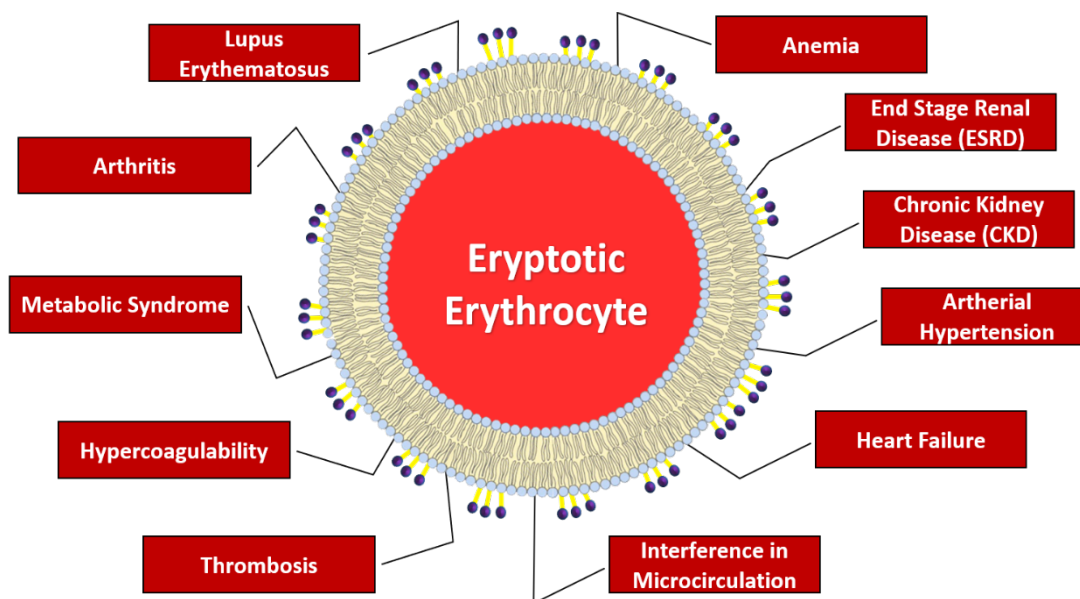 Lupus
Erythematosus
Anemia
End Stage Renal
Disease (ESRD)
Arthritis
Chronic Kidney
Disease (CKD)
Eryptotic
Erythrocyte
Metabolic Syndrome
Artherial
Hypertension
Hypercoagulability
Heart Failure
Thrombosis
Interference in
Microcirculation